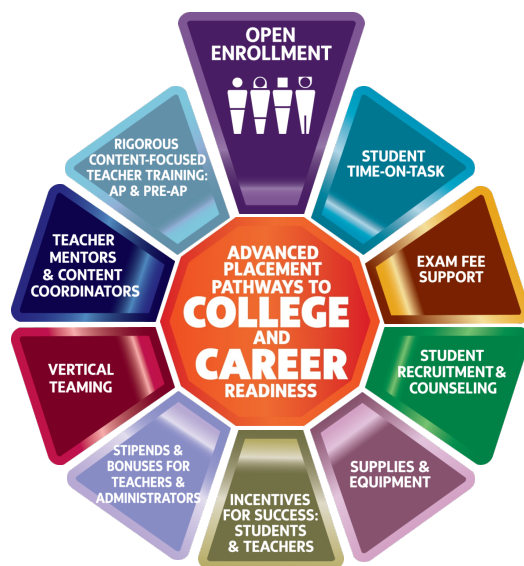 OPEN
ENROLLMENT
STUDENT
TIME-ON-TASK
EXAM FEE
SUPPORT
STUDENT
RECRUITMENT &
COUNSELING
SUPPLIES &
EQUIPMENT
INCENTIVES
FOR SUCCESS:
STUDENTS
& TEACHERS
STIPENDS &
BONUSES FOR
TEACHERS &
ADMINISTRATORS
VERTICAL
TEAMING
TEACHER
MENTORS
& CONTENT
COORDINATORS
RIGOROUS
CONTENT-FOCUSED
TEACHER TRAINING:
AP & PRE-AP
ADVANCED
PLACEMENT
PATHWAYS TO
COLLEGE
AND
CAREER
READINESS